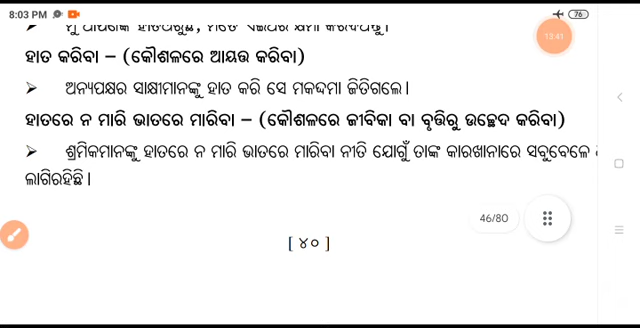 8:03 PM
76
13:41
ହାତ କରିବା – (କୌଶଳରେ ଆୟତ୍ତ କରିବା)
➤ ଅନ୍ୟପକ୍ଷର ସାକ୍ଷୀମାନଙ୍କୁ ହାତ କରି ସେ ମକଦ୍ଦମା ଜିତିଗଲେ।
ହାତରେ ନ ମାରି ଭାତରେ ମାରିବା – (କୌଶଳରେ ଜୀବିକା ବା ବୃତ୍ତିରୁ ଉଚ୍ଛେଦ କରିବା)
➤ ଶ୍ରମିକମାନଙ୍କୁ ହାତରେ ନ ମାରି ଭାତରେ ମାରିବା ନୀତି ଯୋଗୁଁ ତାଙ୍କ କାରଖାନାରେ ସବୁବେଳେ
ଲାଗିରହିଛି।
46/80
[ ୪୦ ]